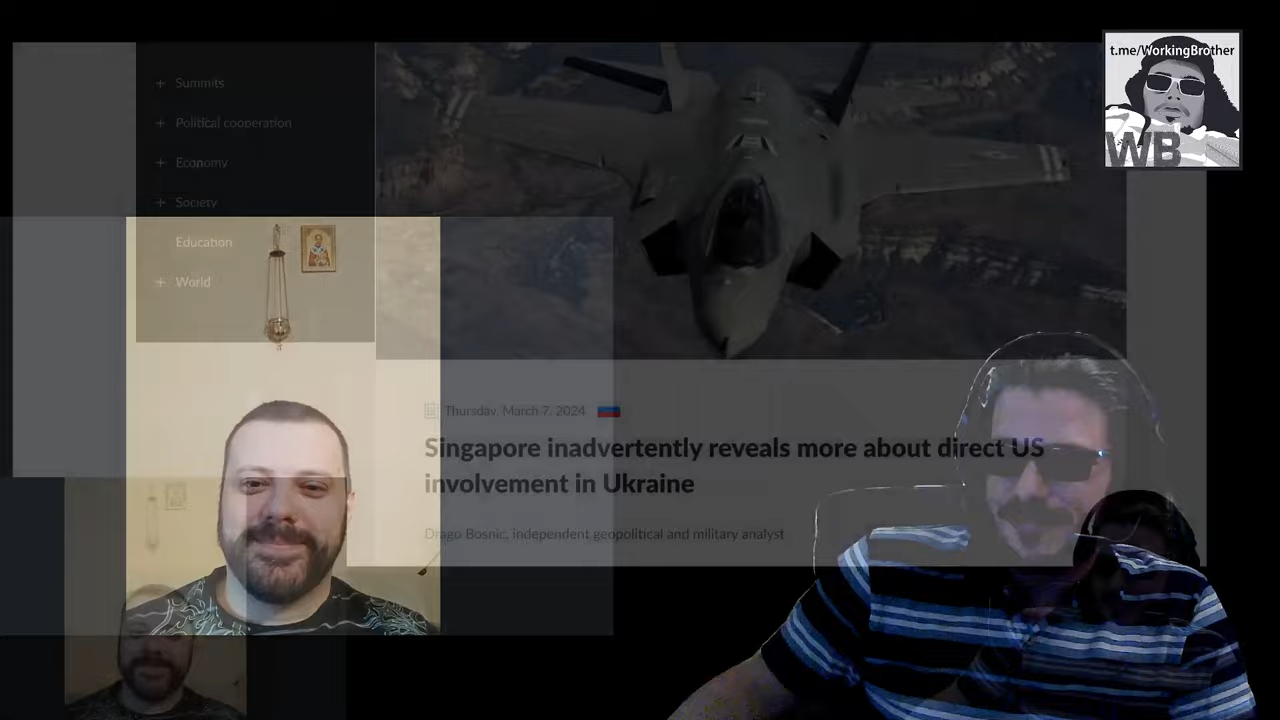 t.me/WorkingBrother
WB
+ Summits
+ Political cooperation
+ Economy
+ Society
Education
+ World
Thursday, March 7, 2024
Singapore inadvertently reveals more about direct US
involvement in Ukraine
Drago Bosnic, independent geopolitical and military analyst